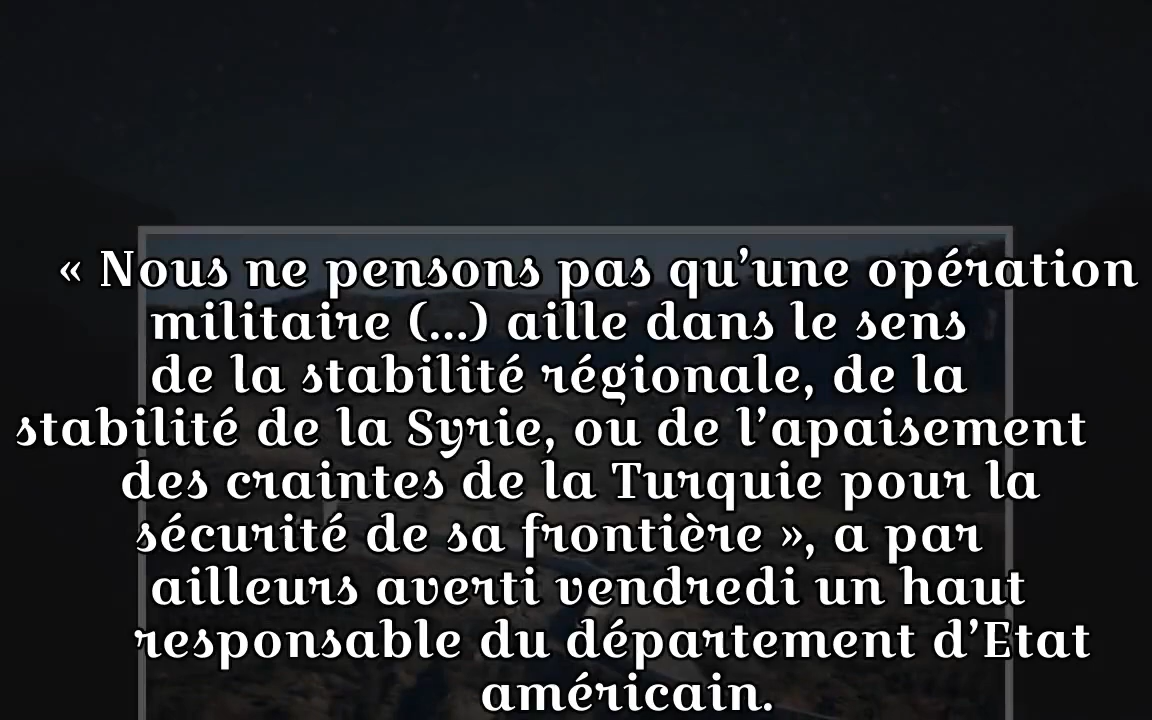 « Nous ne pensons pas qu’une opération
militaire (...) aille dans le sens
de la stabilité régionale, de la
stabilité de la Syrie, ou de l’apaisement
des craintes de la Turquie pour la
sécurité de sa frontière », a par
ailleurs averti vendredi un haut
responsable du département d’Etat
américain.